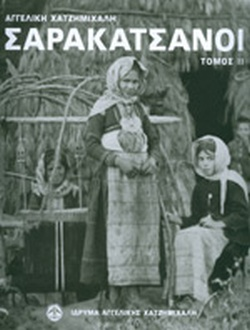 ΑΓΓΕΛΙΚΗ ΧΑΤΖΗΜΙΧΑΛΗ
ΣΑΡΑΚΑΤΣΑΝΟΙ
ΤΟΜΟΣ ΙΙ
ΙΔΡΥΜΑ ΑΓΓΕΛΙΚΗΣ ΧΑΤΖΗΜΙΧΑΛΗ